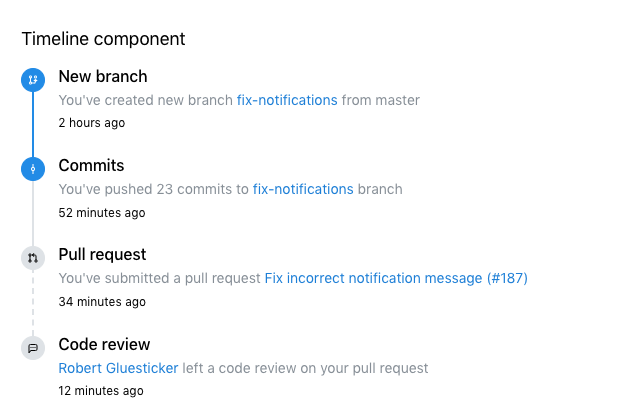 Timeline component
New branch
You've created new branch fix-notifications from master
2 hours ago
Commits
You've pushed 23 commits to fix-notifications branch
52 minutes ago
Pull request
You've submitted a pull request Fix incorrect notification message (#187)
34 minutes ago
Code review
Robert Gluesticker left a code review on your pull request
12 minutes ago